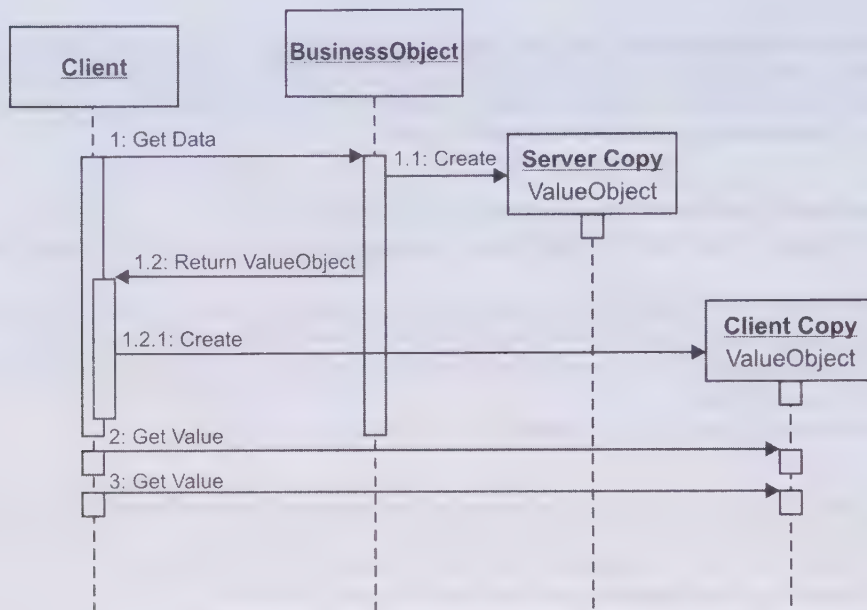 Client
BusinessObject
1: Get Data
1.1: Create
Server Copy
ValueObject
1.2: Return ValueObject
1.2.1: Create
Client Copy
ValueObject
2: Get Value
3: Get Value